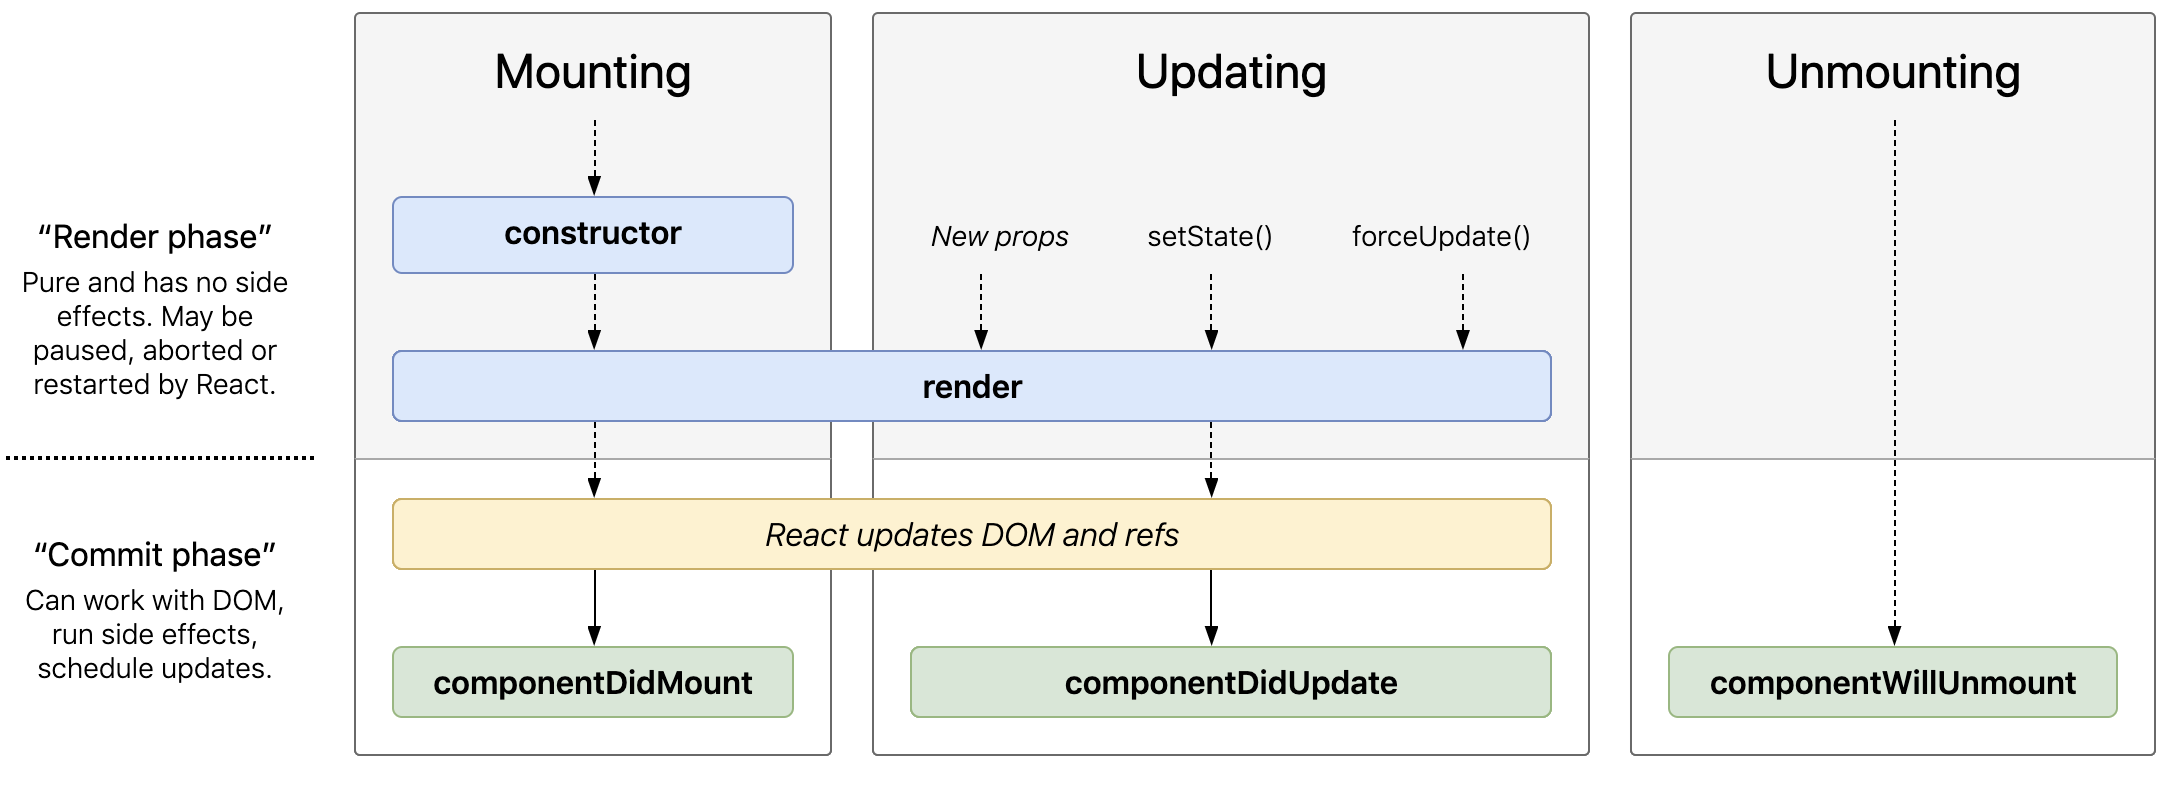 Mounting
Updating
Unmounting
“Render phase”
Pure and has no side
effects. May be
paused, aborted or
restarted by React.
constructor
New props
setState()
forceUpdate()
render
“Commit phase”
Can work with DOM,
run side effects,
schedule updates.
React updates DOM and refs
componentDidMount
componentDidUpdate
componentWillUnmount